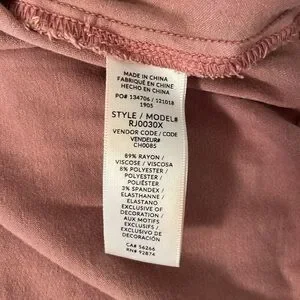 MADE IN CHINA
FABRIQUÉ EN CHINE
HECHO EN CHINA
PO# 134706 / 121018
1905
STYLE / MODEL#
RJ0030X
VENDOR CODE / CODE
VENDEUR#
CH0085
89% RAYON /
VISCOSE / VISCOSA
8% POLYESTER /
POLYESTER /
POLIÉSTER
3% SPANDEX /
ELASTHANNE /
ELASTANO
EXCLUSIVE OF
DECORATION /
AUX MOTIFS
EXCLUSIFS /
EXCLUSIVO DE
DECORACIÓN
CA# 56266
RN# 92874